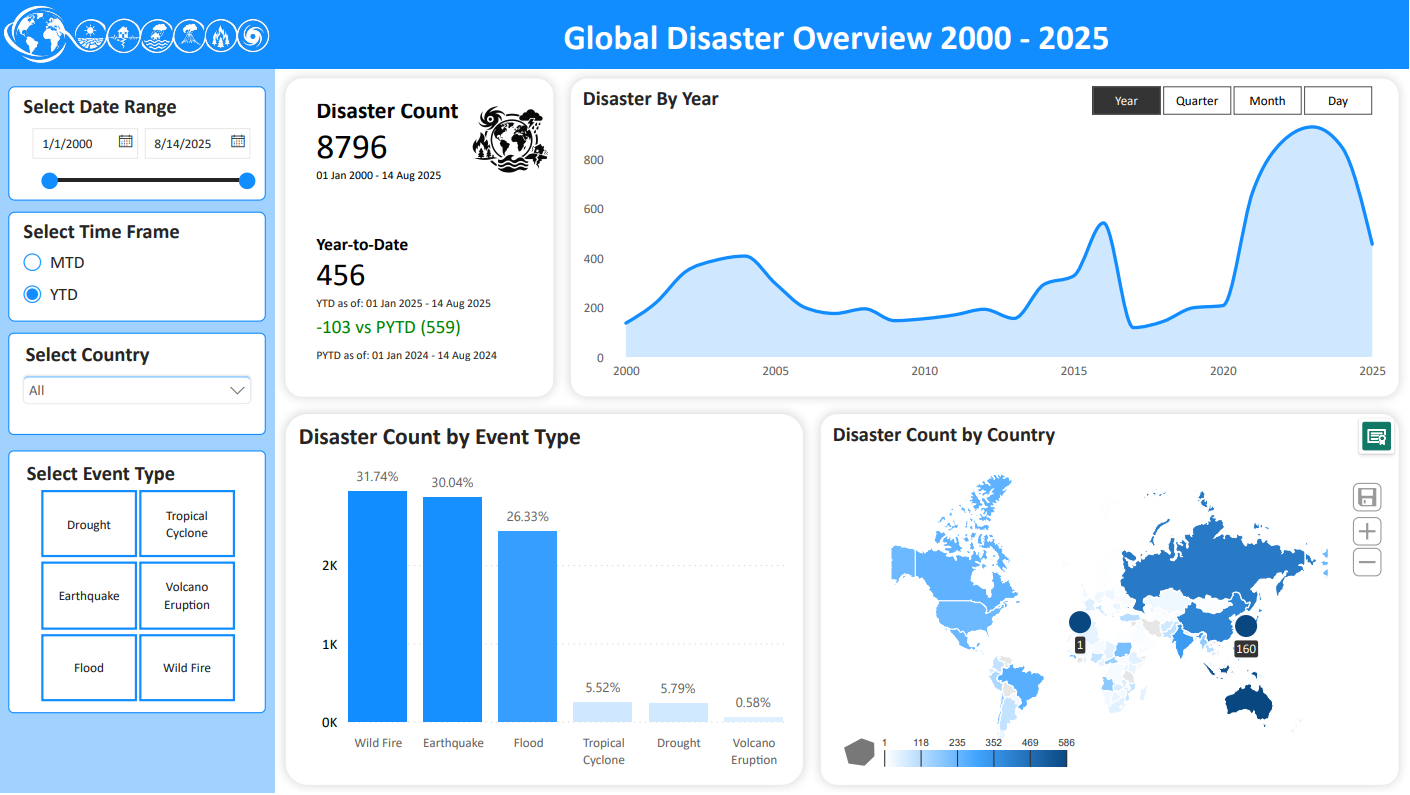 Global Disaster Overview 2000 - 2025
Select Date Range
1/1/2000
8/14/2025
Select Time Frame
MTD
YTD
Select Country
All
Select Event Type
Drought
Tropical
Cyclone
Earthquake
Volcano
Eruption
Flood
Wild Fire
Disaster Count
8796
01 Jan 2000 - 14 Aug 2025
Year-to-Date
456
YTD as of: 01 Jan 2025 - 14 Aug 2025
-103 vs PYTD (559)
PYTD as of: 01 Jan 2024 - 14 Aug 2024
Disaster By Year
Year Quarter Month Day
800
600
400
200
0
2000 2005 2010 2015 2020 2025
Disaster Count by Event Type
31.74% 30.04% 26.33% 5.52% 5.79% 0.58%
2K
1K
0K
Wild Fire Earthquake Flood Tropical Drought Volcano
Cyclone Eruption
Disaster Count by Country
1 160
1 118 235 352 469 586